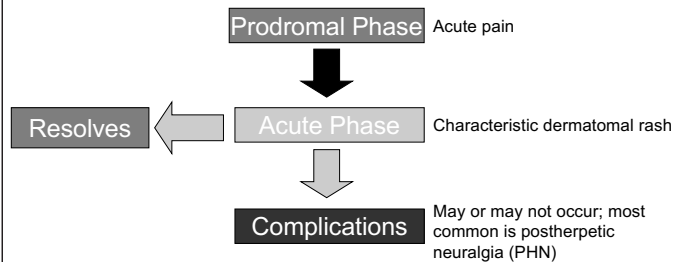 Prodromal Phase
Acute pain
Resolves
Acute Phase
Characteristic dermatomal rash
Complications
May or may not occur; most
common is postherpetic
neuralgia (PHN)